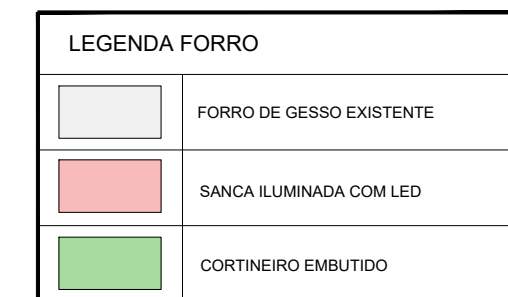 LEGENDA FORRO
FORRO DE GESSO EXISTENTE
SANCA ILUMINADA COM LED
CORTINEIRO EMBUTIDO